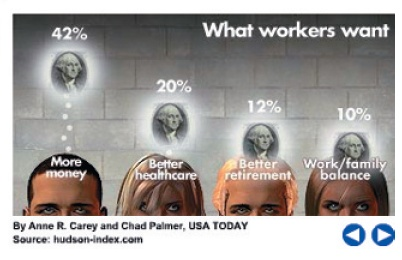 What workers want
42%
20%
12%
10%
More
money
Better
healthcare
Better
retirement
Work/family
balance
By Anne R. Carey and Chad Palmer, USA TODAY
Source: hudson-index.com